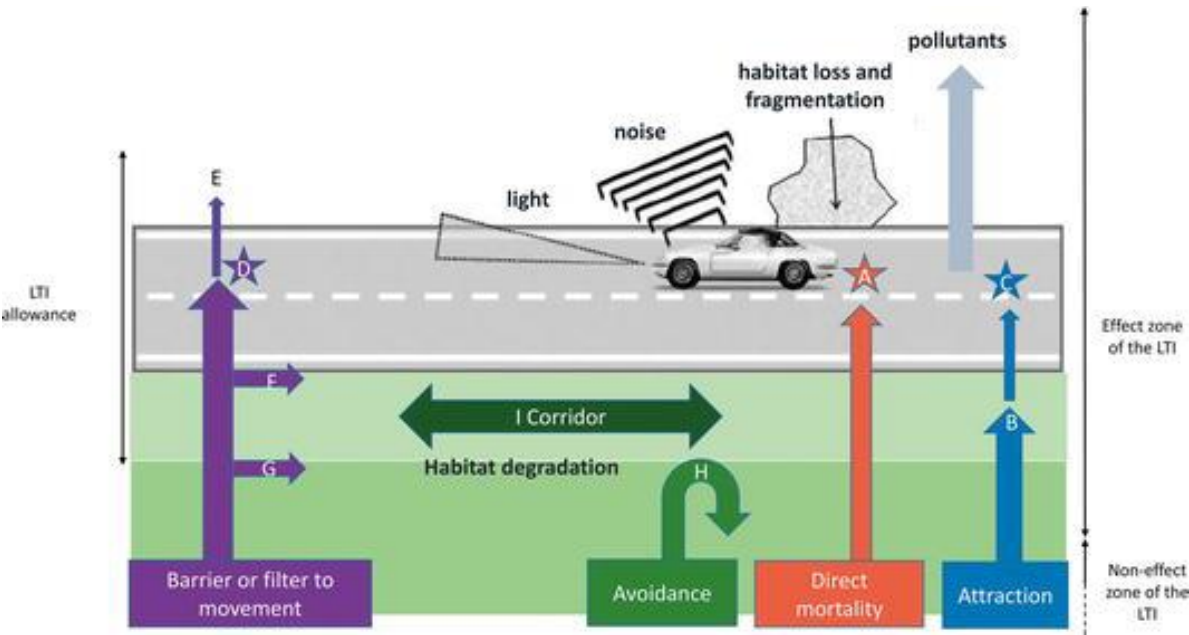 pollutants
habitat loss and
fragmentation
noise
E
light
D
A
C
LTI
allowance
Effect zone
of the LTI
F
I Corridor
B
Habitat degradation
G
H
Barrier or filter to
movement
Avoidance
Direct
mortality
Attraction
Non-effect
zone of the
LTI